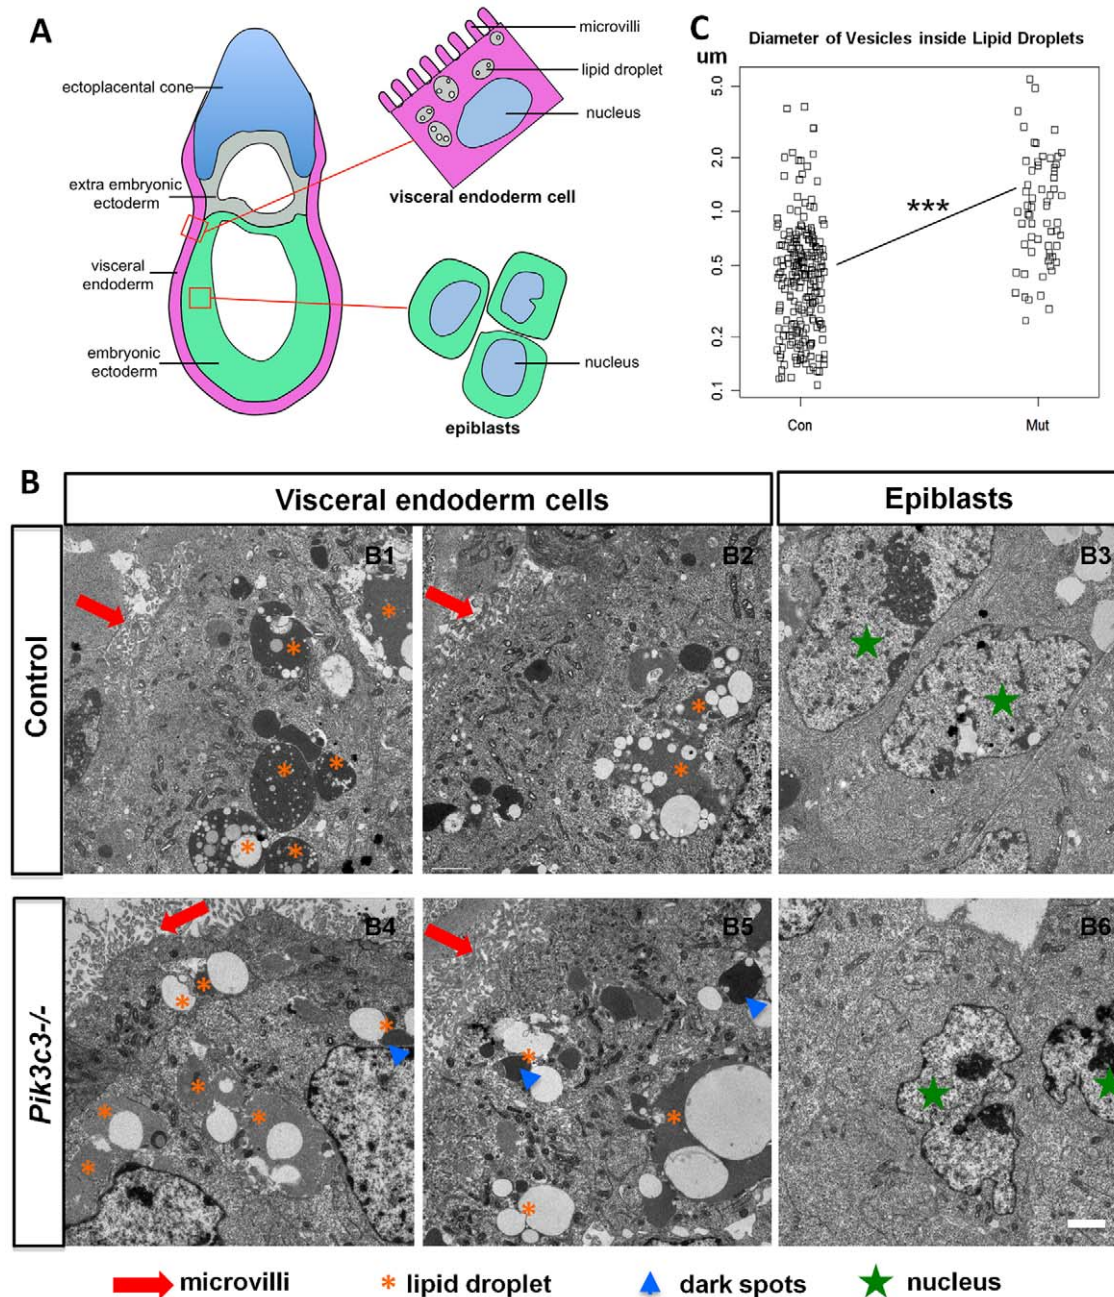 A
ectoplacental cone
extra embryonic
ectoderm
visceral
endoderm
embryonic
ectoderm
microvilli
lipid droplet
nucleus
visceral endoderm cell
nucleus
epiblasts
C
Diameter of Vesicles inside Lipid Droplets
um
5.0
2.0
1.0
0.5
0.2
0.1
***
Con
Mut
B
Visceral endoderm cells
Epiblasts
Control
B1
B2
B3
Pik3c3-/-
B4
B5
B6
microvilli
* lipid droplet
dark spots
nucleus